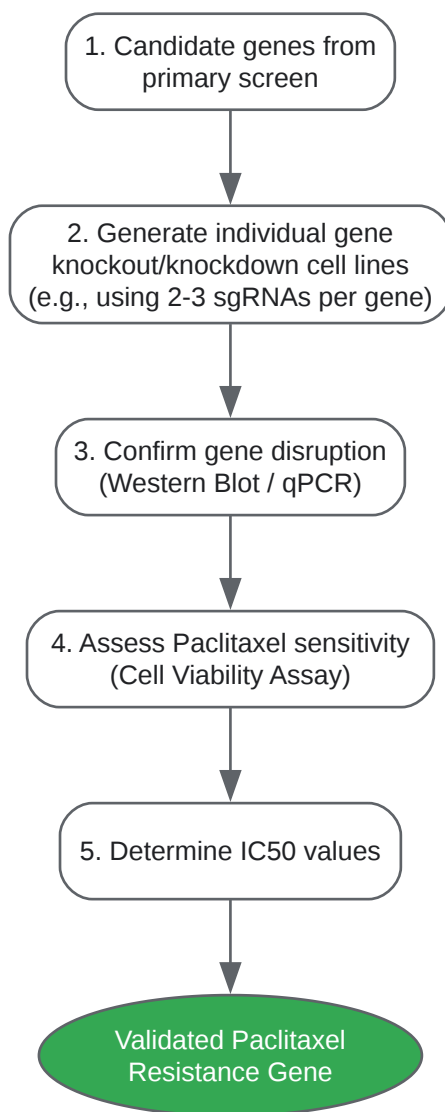 1. Candidate genes from
primary screen
2. Generate individual gene
knockout/knockdown cell lines
(e.g., using 2-3 sgRNAs per gene)
3. Confirm gene disruption
(Western Blot / qPCR)
4. Assess Paclitaxel sensitivity
(Cell Viability Assay)
5. Determine IC50 values
Validated Paclitaxel
Resistance Gene